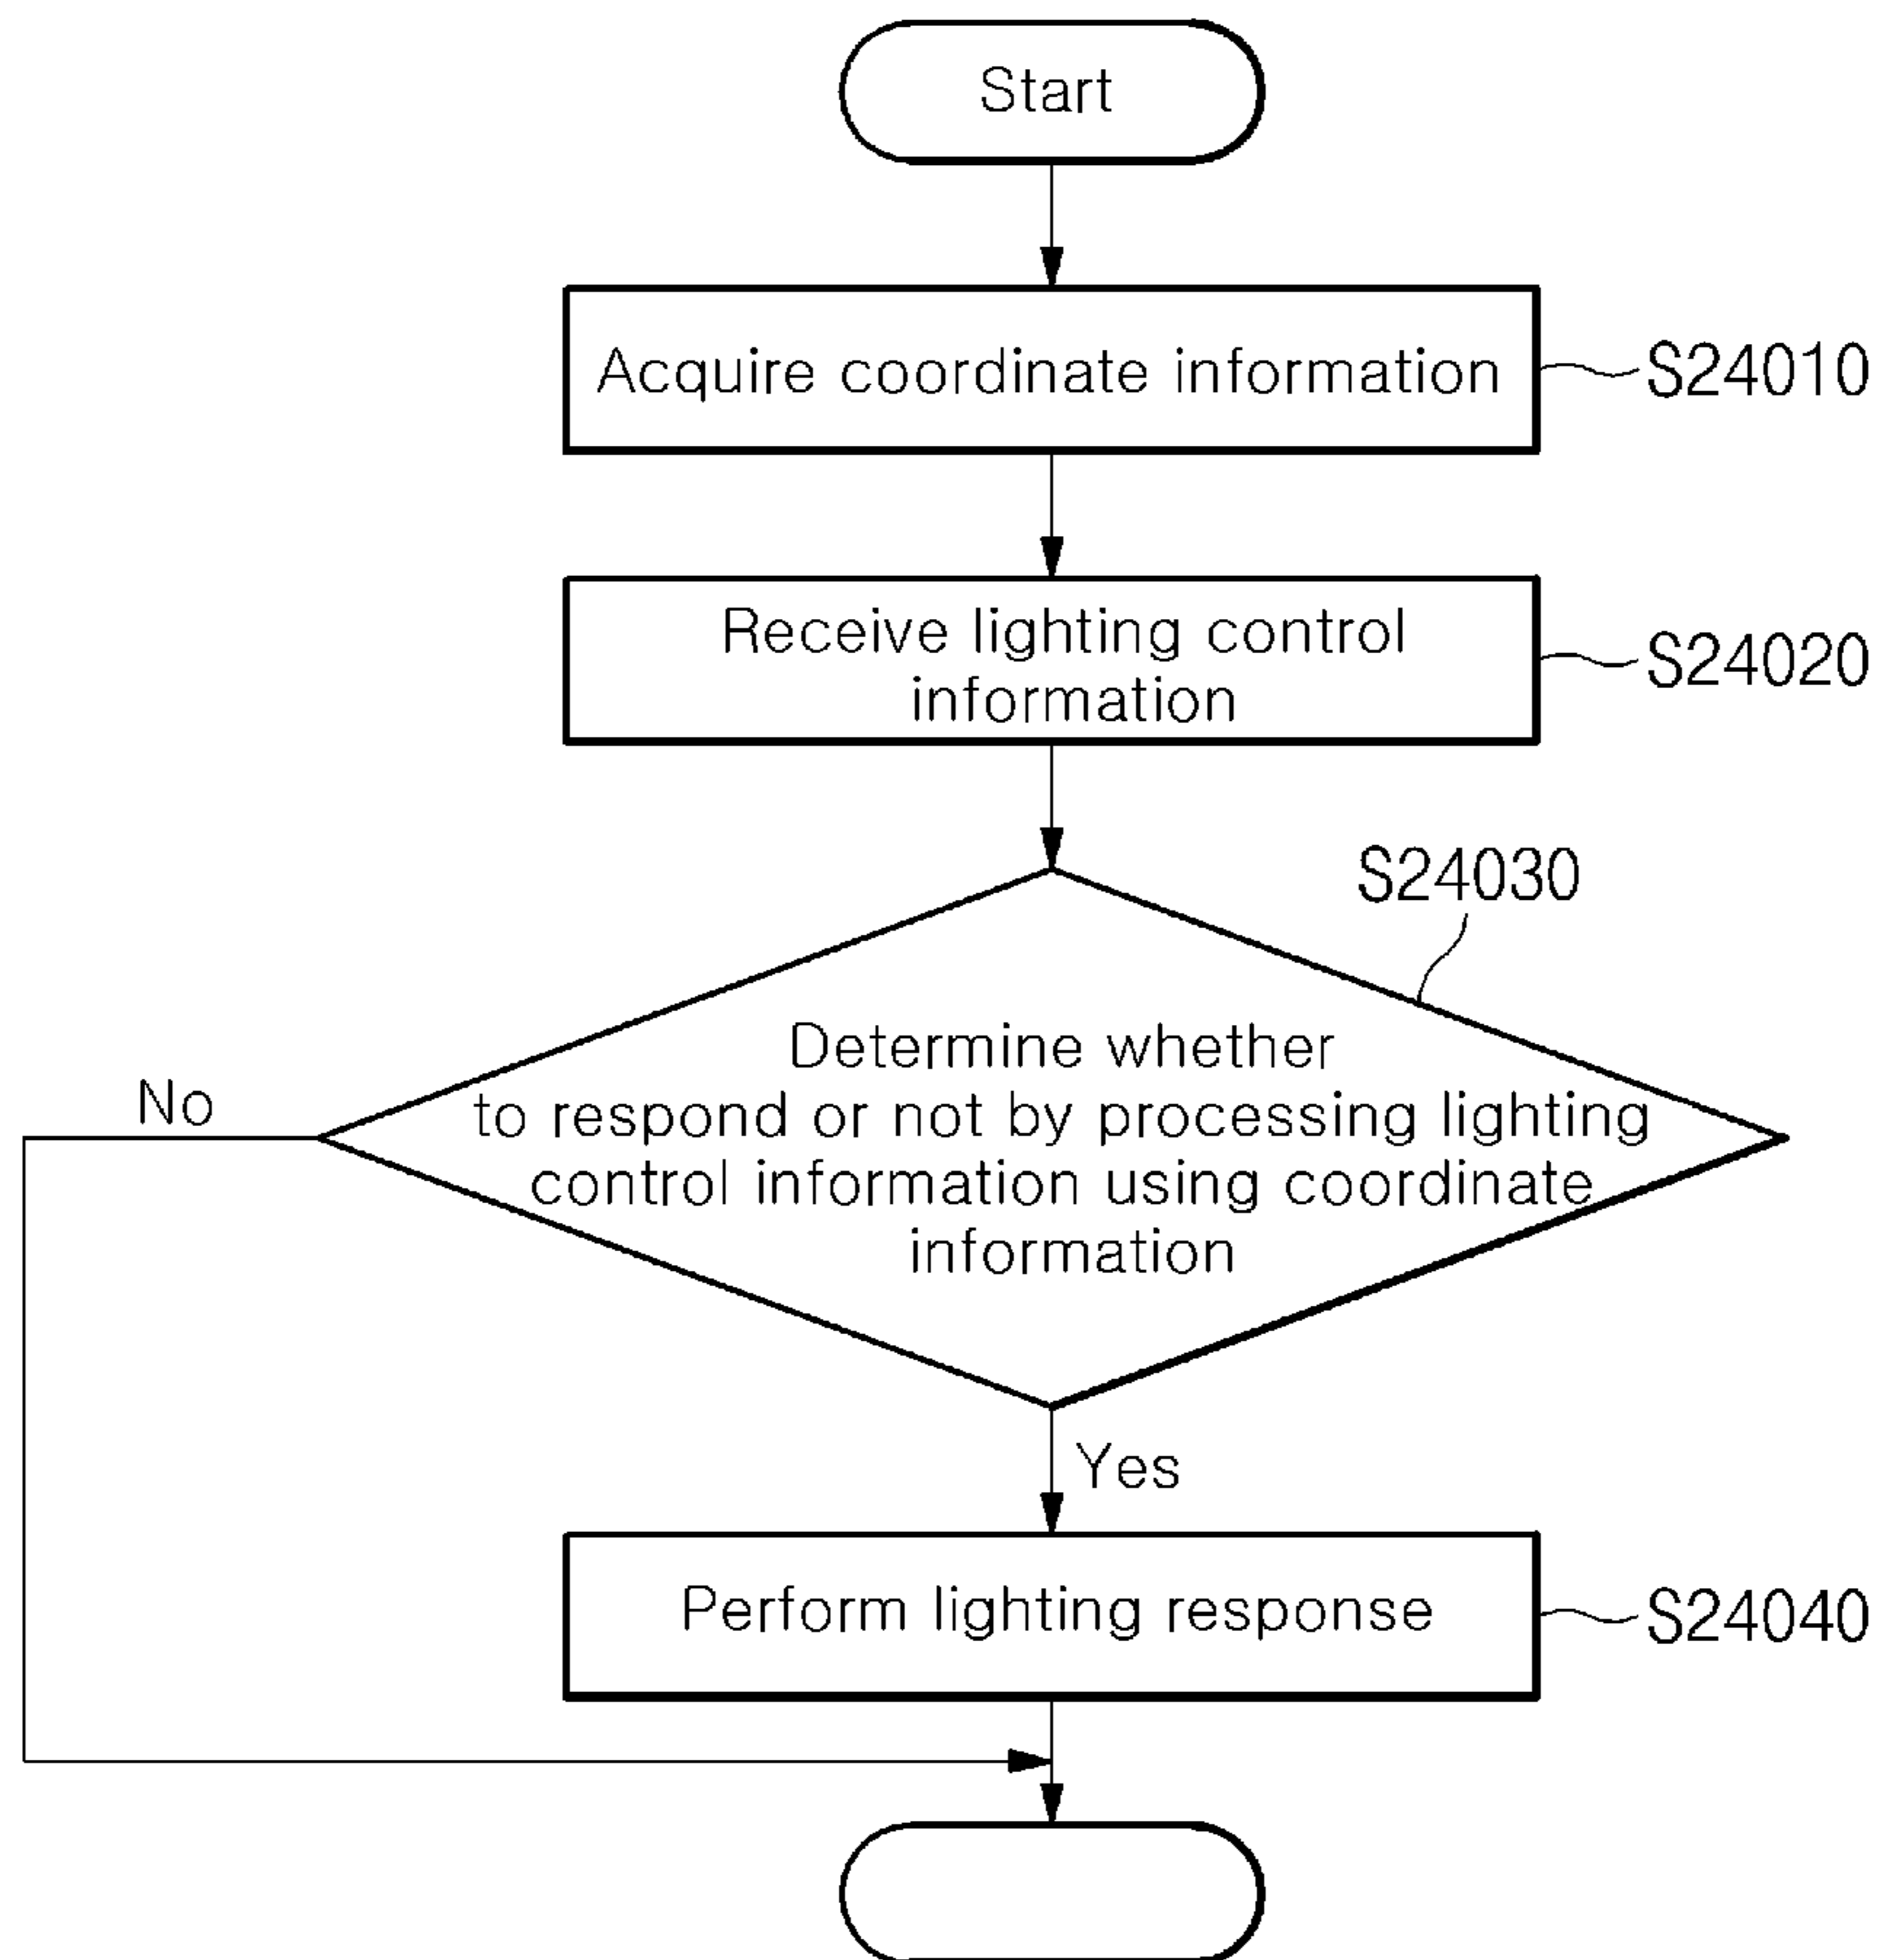 Start
Acquire coordinate information
S24010
Receive lighting control
information
S24020
S24030
Determine whether
to respond or not by processing lighting
control information using coordinate
information
No
Yes
Perform lighting response
S24040